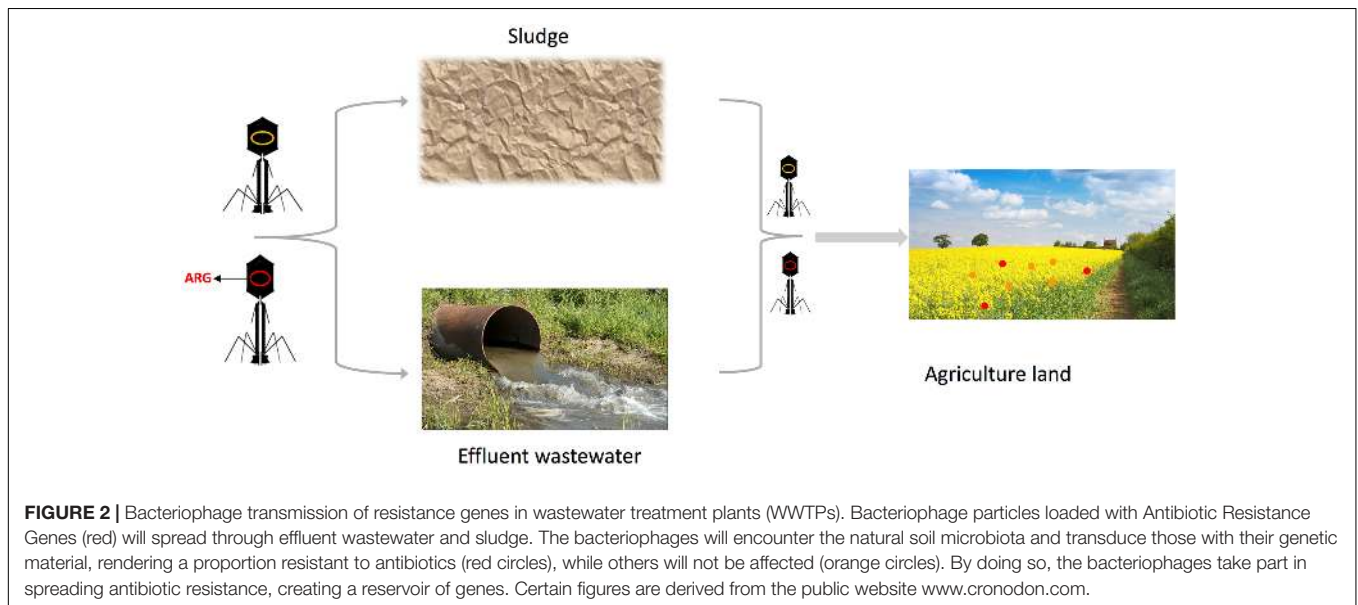 Sludge
ARG
Effluent wastewater
Agriculture land
FIGURE 2 | Bacteriophage transmission of resistance genes in wastewater treatment plants (WWTPs). Bacteriophage particles loaded with Antibiotic Resistance
Genes (red) will spread through effluent wastewater and sludge. The bacteriophages will encounter the natural soil microbiota and transduce those with their genetic
material, rendering a proportion resistant to antibiotics (red circles), while others will not be affected (orange circles). By doing so, the bacteriophages take part in
spreading antibiotic resistance, creating a reservoir of genes. Certain figures are derived from the public website www.cronodon.com.